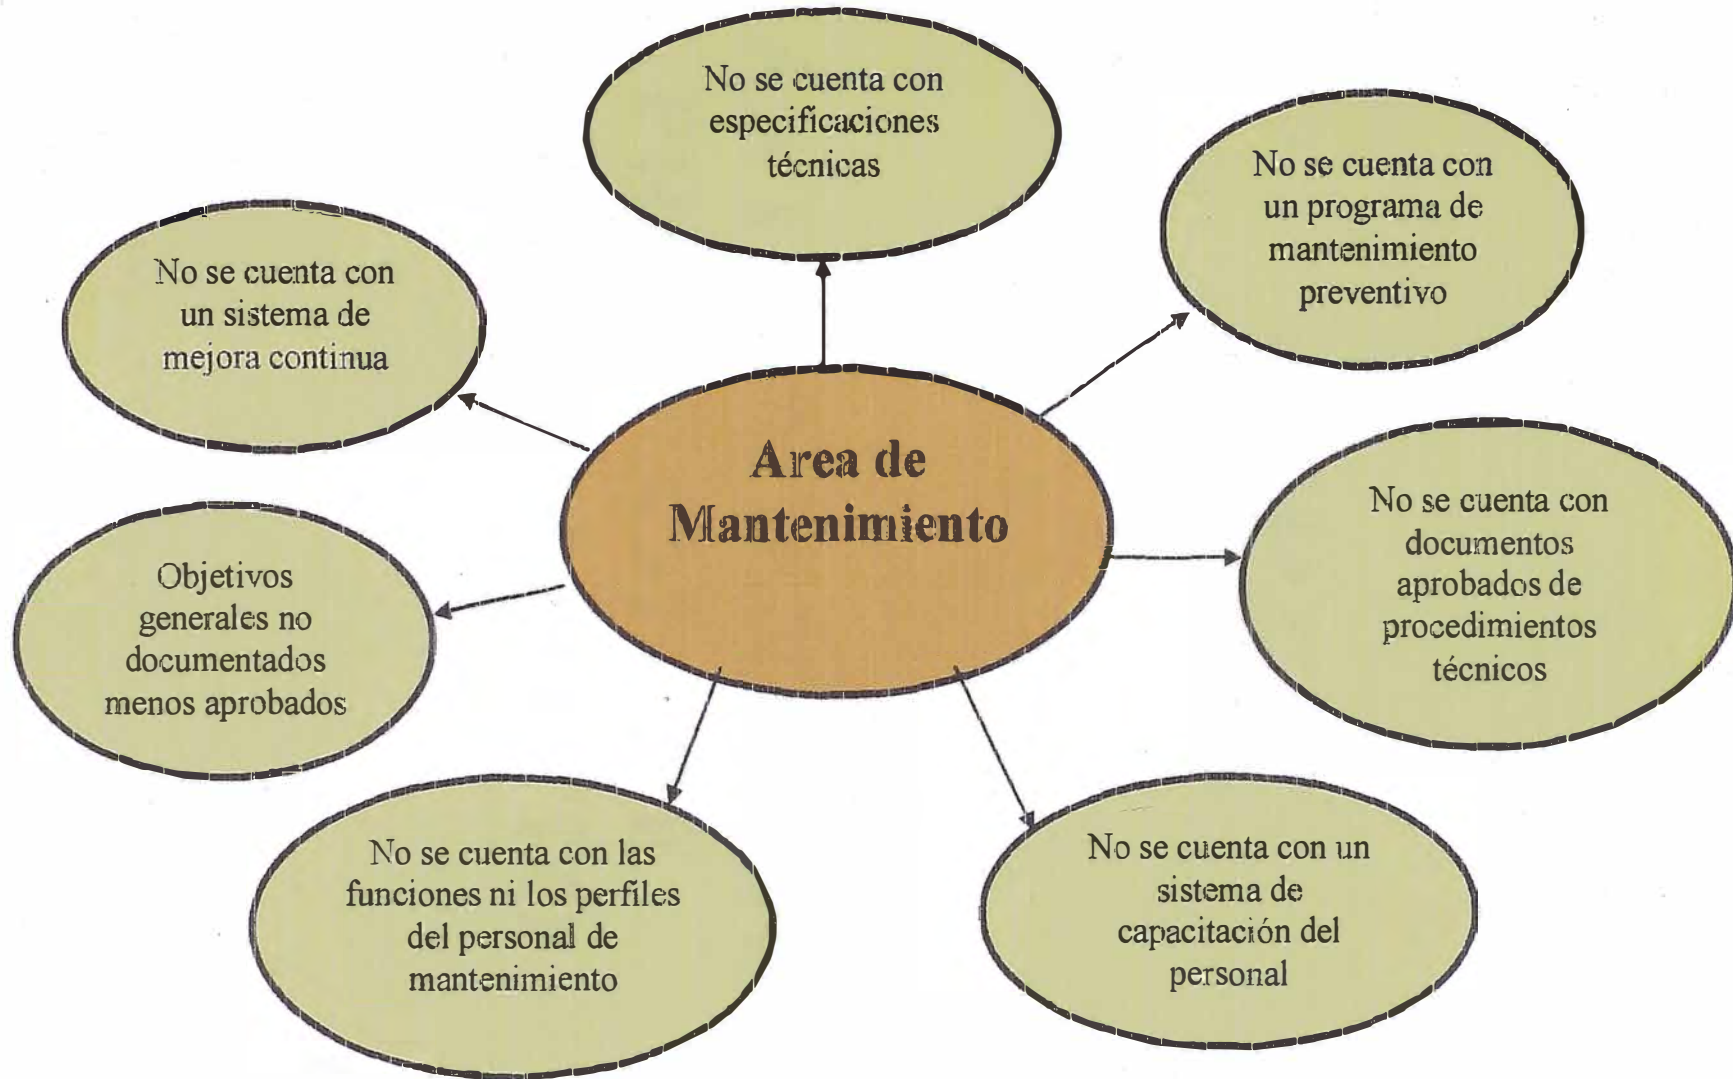 No se cuenta con
especificaciones
técnicas
No se cuenta con
un programa de
mantenimiento
preventivo
No se cuenta con
un sistema de
mejora continua
Area de
Mantenimiento
No se cuenta con
documentos
aprobados de
procedimientos
técnicos
Objetivos
generales no
documentados
menos aprobados
No se cuenta con las
funciones ni los perfiles
del personal de
mantenimiento
No se cuenta con un
sistema de
capacitación del
personal